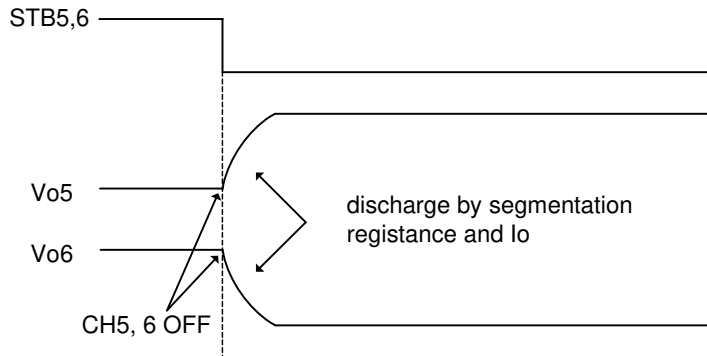 STB5,6
Vo5
Vo6
discharge by segmentation
registance and Io
CH5, 6 OFF